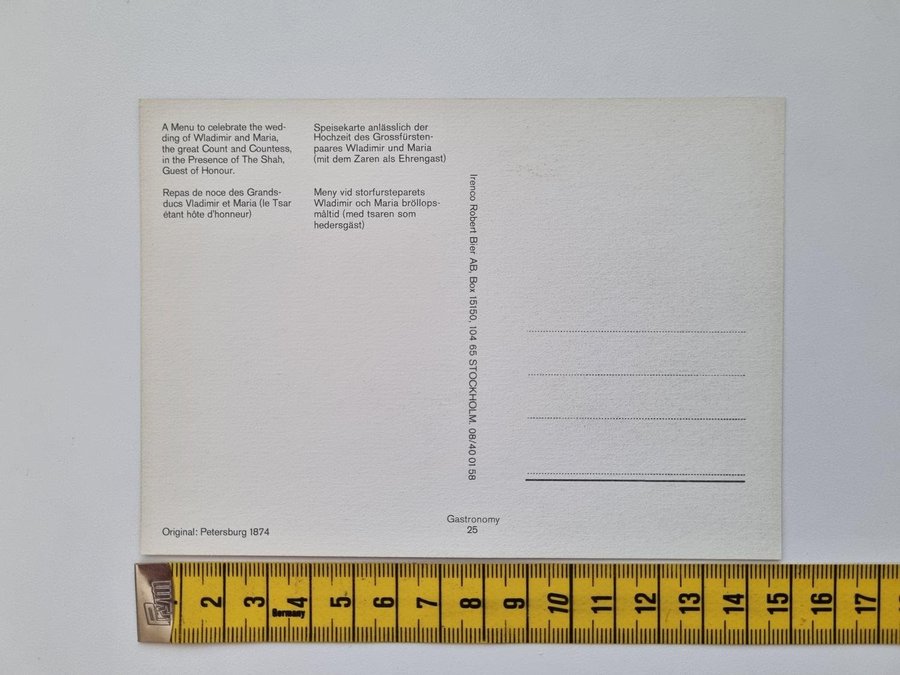 A Menu to celebrate the wed-
ding of Wladimir and Maria,
the great Count and Countess,
in the Presence of The Shah,
Guest of Honour.
Repas de noce des Grands-
ducs Vladimir et Maria (le Tsar
étant hôte d'honneur)
Speisekarte anlässlich der
Hochzeit des Grossfürsten-
paares Wladimir und Maria
(mit dem Zaren als Ehrengast)
Meny vid storfursteparets
Wladimir och Maria bröllops-
måltid (med tsaren som
hedersgäst)
Irenco Robert Bier AB, Box 15150, 104 65 STOCKHOLM. 08/40 01 58
Original: Petersburg 1874
Gastronomy
25
2 3 4 5 6 7 8 9 10 11 12 13 14 15 16 17
Germany